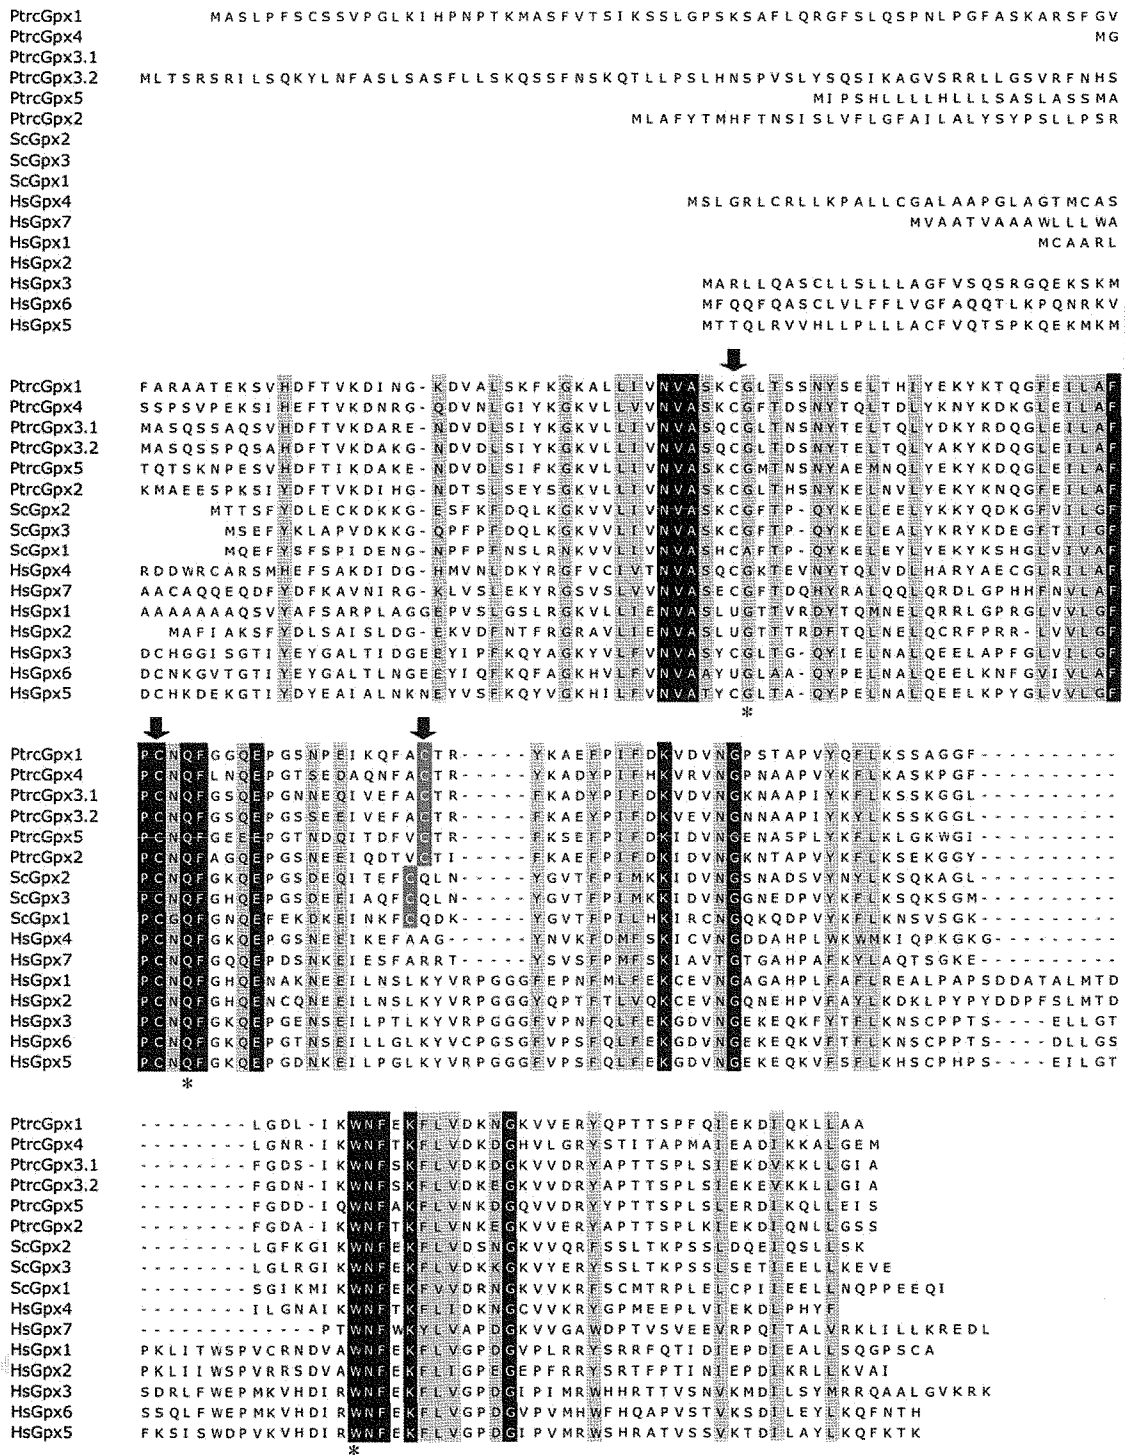 PtrcGpx1 MASLPFSCSSVPGLKIHPNPTKMASFVTSIKSSLGPSKSAFLQRGFSLQSPNLPGFASKARSFGV
PtrcGpx4 MG
PtrcGpx3.1
PtrcGpx3.2 MLTSRSRILSQKYLNFASLSASFLLSKQSSFNSKQTLLPSLHNSPVSLYSQSIKAGVSRRLLGSVRFNHS
PtrcGpx5 MIPSHLLLLHLLLSASLASSMA
PtrcGpx2 MLAFYTMHFTNSISLVFLGFAILALYSYPSLLPSR
ScGpx2
ScGpx3
ScGpx1
HsGpx4 MSLGRLCRLLKPALLCGALAAPGLAGTMCAS
HsGpx7 MVAATVAAAWLLLWA
HsGpx1 MCAARL
HsGpx2
HsGpx3 MARLLQASCLLSLLLAGFVSQSRGQEKSKM
HsGpx6 MFQQFQASCLVLFFLVGFAQQTLKPQNRKV
HsGpx5 MTTQLRVVHLLPLLLACFVQTSPKQEKMKM
PtrcGpx1 FARAATEKSVHDFTVKDING-KDVALSKFKGKALLIVNVASKCGLTSSNYSELTHIYEKYKTQGFEILAF
PtrcGpx4 SSPSVPEKSIHEFTVKDNRG-QDVNLGIYKGKVLLVVNVASKCGFTDSNYTQLTDLYKNYKDKGLEILAF
PtrcGpx3.1 MASQSSAQSVHDFTVKDARE-NDVDLSIYKGKVLLIVNVASQCGLTNSNYTELTQLYDKYRDQGLEILAF
PtrcGpx3.2 MASQSSPQSAHDFTVKDAKG-NDVDLSIYKGKVLLIVNVASQCGLTDSNYTELTQLYAKYKDQGLEILAF
PtrcGpx5 TQTSKNPESVHDFTIKDAKE-NDVDLSIFKGKVLLIVNVASKCGMTNSNYAEMNQLYEKYKDQGLEILAF
PtrcGpx2 KMAEESPKSIYDFTVKDIHG-NDTSLSEYSGKVLLIVNVASKCGLTHSNYKELNVLYEKYKNQGFEILAF
ScGpx2 MTTSFYDLECKDKKG-ESFKFDQLKGKVVLIVNVASKCGFTP-QYKELEELYKKYQDKGFVILGF
ScGpx3 MSEFYKLAPVDKKG-QPFPFDQLKGKVVLIVNVASKCGFTP-QYKELEALYKRYKDEGFTIIGF
ScGpx1 MQEFYSFSPIDENG-NPFPFNSLRNKVVLIVNVASHCAFTP-QYKELEYLYEKYKSHGLVIVAF
HsGpx4 RDDWRCARSMHEFSAKDIDG-HMVNLDKYRGFVCIVTNVASQCGKTEVNYTQLVDLHARYAECGLRILAF
HsGpx7 AACAQQEQDFYDFKAVNIRG-KLVSLEKYRGSVSLVVNVASECGFTDQHYRALQQLQRDLGPHHFNVLAF
HsGpx1 AAAAAAAQSVYAFSARPLAGGEPVSLGSLRGKVLLIENVASLUGTTVRDYTQMNELQRRLGPRGLVVLGF
HsGpx2 MAFIAKSFYDLSAISLDG-EKVDFNTFRGRAVLIENVASLUGTTTRDFTQLNELQCRFPRR-LVVLGF
HsGpx3 DCHGGISGTIYEYGALTIDGEEYIPFKQYAGKYVLFVNVASYCGLTG-QYIELNALQEELAPFGLVILGF
HsGpx6 DCNKGVTGTIYEYGALTLNGEEYIQFKQFAGKHVLFVNVAAYUGLAA-QYPELNALQEELKNFGVIVLAF
HsGpx5 DCHKDEKGTIYDYEAIALNKNEYVSFKQYVGKHILFVNVATYCGLTA-QYPELNALQEELKPYGLVVLGF
*
PtrcGpx1 PCNQFGGQEPGSNPEIKQFACTR-----YKAEFPIFDKVDVNGPSTAPVYQFLKSSAGGF---------
PtrcGpx4 PCNQFLNQEPGTSEDAQNFACTR-----YKADYPIFHKVRVNGPNAAPVYKFLKASKPGF---------
PtrcGpx3.1 PCNQFGSQEPGNNEQIVEFACTR-----FKADYPIFDKVDVNGKNAAPIYKFLKSSKGGL---------
PtrcGpx3.2 PCNQFGSQEPGSSEEIVEFACTR-----FKAEYPIFDKVEVNGNNAAPIYKYLKSSKGGL---------
PtrcGpx5 PCNQFGEEEPGTNDQITDFVCTR-----FKSEFPIFDKIDVNGENASPLYKFLKLGKWGI---------
PtrcGpx2 PCNQFAGQEPGSNEEIQDTVCTI-----FKAEFPIFDKIDVNGKNTAPVYKFLKSEKGGY---------
ScGpx2 PCNQFGKQEPGSDEQITEFCQLN-----YGVTFPIMKKIDVNGSNADSVYNYLKSQKAGL---------
ScGpx3 PCNQFGHQEPGSDEEIAQFCQLN-----YGVTFPIMKKIDVNGGNEDPVYKFLKSQKSGM---------
ScGpx1 PCGQFGNQEFEKDKEINKFCQDK-----YGVTFPILHKIRCNGQKQDPVYKFLKNSVSGK---------
HsGpx4 PCNQFGKQEPGSNEEIKEFAAG------YNVKFDMFSKICVNGDDAHPLWKWMKIQPKGKG--------
HsGpx7 PCNQFGQQEPDSNKEIESFARRT-----YSVSFPMFSKIAVTGTGAHPAFKYLAQTSGKE---------
HsGpx1 PCNQFGHQENAKNEEILNSLKYVRPGGGFEPNFMLFEKCEVNGAGAHPLFAFLREALPAPSDDATALMTD
HsGpx2 PCNQFGHQENCQNEEILNSLKYVRPGGGYQPTFTLVQKCEVNGQNEHPVFAYLKDKLPYPYDDPFSLMTD
HsGpx3 PCNQFGKQEPGENSEILPTLKYVRPGGGFVPNFQLFEKGDVNGEKEQKFYTFLKNSCPPTS----ELLGT
HsGpx6 PCNQFGKQEPGTNSEILLGLKYVCPGSGFVPSFQLFEKGDVNGEKEQKVFTFLKNSCPPTS----DLLGS
HsGpx5 PCNQFGKQEPGDNKEILPGLKYVRPGGGFVPSFQLFEKGDVNGEKEQKVFSFLKHSCPHPS----EILGT
*
PtrcGpx1 --------LGDL-IKWNFEKFLVDKNGKVVERYQPTTSPFQIEKDIQKLLAA
PtrcGpx4 --------LGNR-IKWNFTKFLVDKDGHVLGRYSTITAPMAIEADIKKALGEM
PtrcGpx3.1 --------FGDS-IKWNFSKFLVDKDGKVVDRYAPTTSPLSIEKDVKKLLGIA
PtrcGpx3.2 --------FGDN-IKWNFSKFLVDKEGKVVDRYAPTTSPLSIEKEVKKLLGIA
PtrcGpx5 --------FGDD-IQWNFAKFLVNKDGQVVDRYYPTTSPLSLERDIKQLLEIS
PtrcGpx2 --------FGDA-IKWNFTKFLVNKEGKVVERYAPTTSPLKIEKDIQNLLGSS
ScGpx2 --------LGFKGIKWNFEKFLVDSNGKVVQRFSSLTKPSSLDQEIQSLLSK
ScGpx3 --------LGLRGIKWNFEKFLVDKKGKVYERYSSLTKPSSLSETIEELLKEVE
ScGpx1 --------SGIKMIKWNFEKFVVDRNGKVVKRFSCMTRPLELCPIIEELLNQPPEEQI
HsGpx4 --------ILGNAIKWNFTKFLIDKNGCVVKRYGPMEEPLVIEKDLPHYF
HsGpx7 ------------PTWNFWKYLVAPDGKVVGAWDPTVSVEEVRPQITALVRKLILLKREDL
HsGpx1 PKLITWSPVCRNDVAWNFEKFLVGPDGVPLRRYSRRFQTIDIEPDIEALLSQGPSCA
HsGpx2 PKLIIWSPVRRSDVAWNFEKFLIGPEGEPFRRYSRTFPTINIEPDIKRLLKVAI
HsGpx3 SDRLFWEPMKVHDIRWNFEKFLVGPDGIPIMRWHHRTTVSNVKMDILSYMRRQAALGVKRK
HsGpx6 SSQLFWEPMKVHDIRWNFEKFLVGPDGVPVMHWFHQAPVSTVKSDILEYLKQFNTH
HsGpx5 FKSISWDPVKVHDIRWNFEKFLVGPDGIPVMRWSHRATVSSVKTDILAYLKQFKTK
*